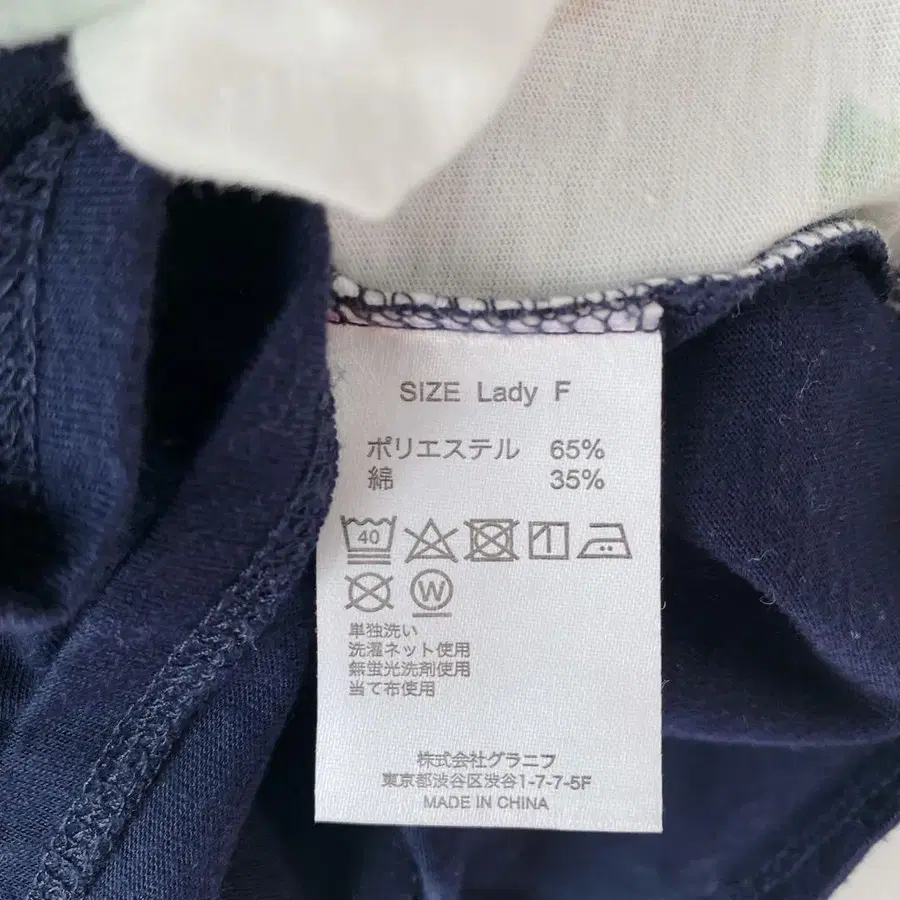 SIZE Lady F
ポリエステル 65%
綿 35%
40
W
単独洗い
洗濯ネット使用
無蛍光洗剤使用
当て布使用
株式会社グラニフ
東京都渋谷区渋谷1-7-7-5F
MADE IN CHINA